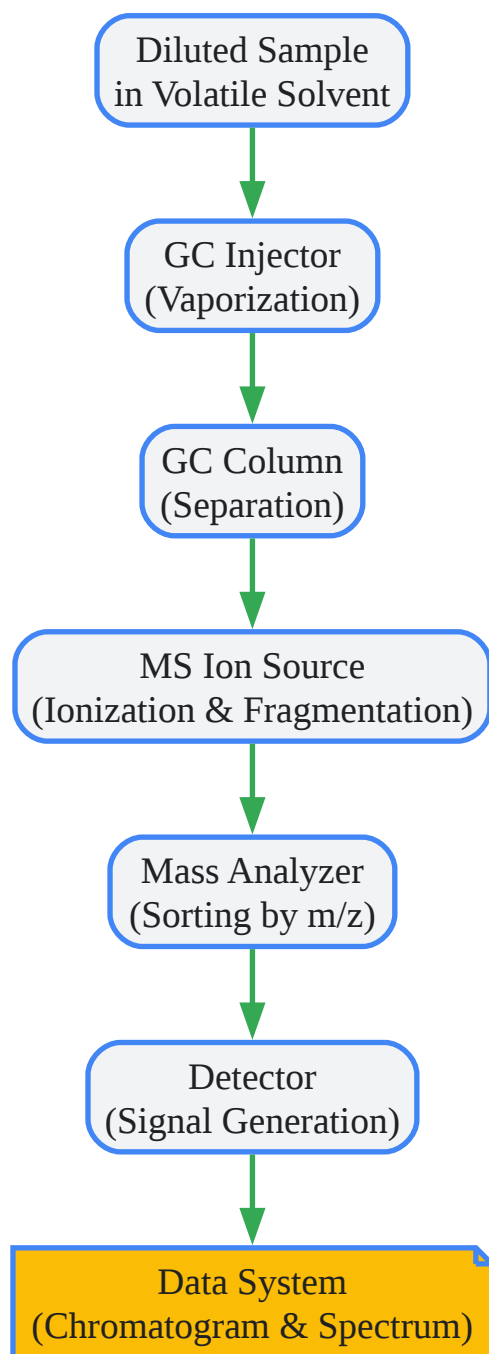 Diluted Sample
in Volatile Solvent
GC Injector
(Vaporization)
GC Column
(Separation)
MS Ion Source
(Ionization & Fragmentation)
Mass Analyzer
(Sorting by m/z)
Detector
(Signal Generation)
Data System
(Chromatogram & Spectrum)